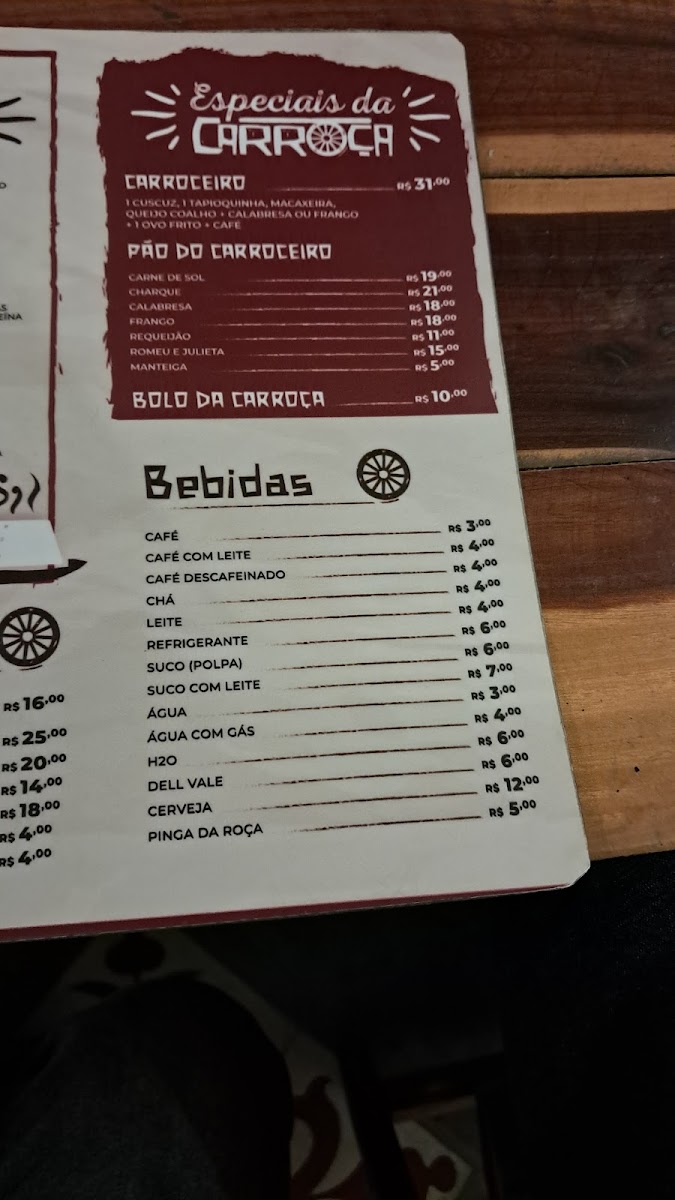 Especiais da
CARROÇA
CARROCEIRO R$ 31,00
1 CUSCUZ, 1 TAPIOQUINHA, MACAXEIRA,
QUEIJO COALHO + CALABRESA OU FRANGO
+ 1 OVO FRITO + CAFÉ
PÃO DO CARROCEIRO
CARNE DE SOL R$ 19,00
CHARQUE R$ 21,00
CALABRESA R$ 18,00
FRANGO R$ 18,00
REQUEIJÃO R$ 11,00
ROMEU E JULIETA R$ 15,00
MANTEIGA R$ 5,00
BOLO DA CARROÇA R$ 10,00
Bebidas
CAFÉ R$ 3,00
CAFÉ COM LEITE R$ 4,00
CAFÉ DESCAFEINADO R$ 4,00
CHÁ R$ 4,00
LEITE R$ 4,00
REFRIGERANTE R$ 6,00
SUCO (POLPA) R$ 6,00
SUCO COM LEITE R$ 7,00
ÁGUA R$ 3,00
ÁGUA COM GÁS R$ 4,00
H2O R$ 6,00
DELL VALE R$ 6,00
CERVEJA R$ 12,00
PINGA DA ROÇA R$ 5,00
R$ 16,00
R$ 25,00
R$ 20,00
R$ 14,00
R$ 18,00
R$ 4,00
R$ 4,00